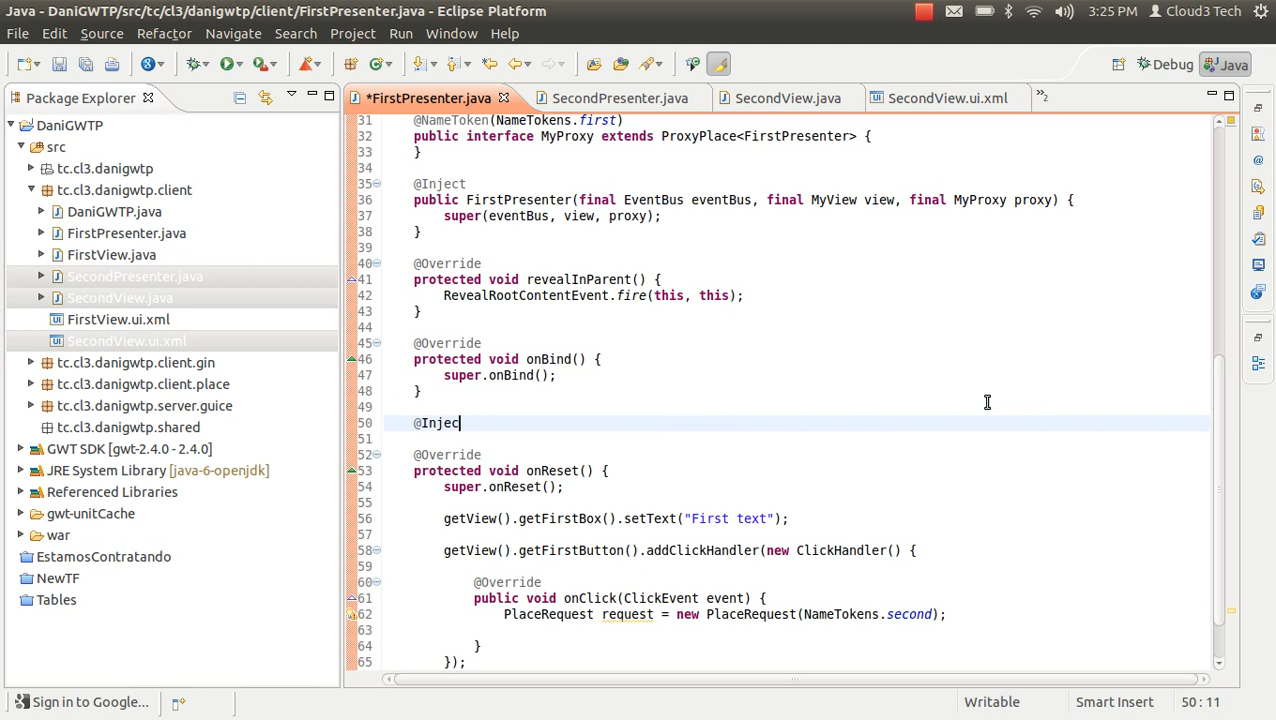 Java - DaniGWTP/src/tc/cl3/danigwtp/client/FirstPresenter.java - Eclipse Platform
3:25 PM
Cloud3 Tech
File Edit Source Refactor Navigate Search Project Run Window Help
Debug
Java
Package Explorer
*FirstPresenter.java
SecondPresenter.java
SecondView.java
SecondView.ui.xml
»2
DaniGWTP
src
tc.cl3.danigwtp
tc.cl3.danigwtp.client
DaniGWTP.java
FirstPresenter.java
FirstView.java
SecondPresenter.java
SecondView.java
FirstView.ui.xml
SecondView.ui.xml
tc.cl3.danigwtp.client.gin
tc.cl3.danigwtp.client.place
tc.cl3.danigwtp.server.guice
tc.cl3.danigwtp.shared
GWT SDK [gwt-2.4.0 - 2.4.0]
JRE System Library [java-6-openjdk]
Referenced Libraries
gwt-unitCache
war
EstamosContratando
NewTF
Tables
31 @NameToken(NameTokens.first)
32 public interface MyProxy extends ProxyPlace<FirstPresenter> {
33 }
34
35 @Inject
36 public FirstPresenter(final EventBus eventBus, final MyView view, final MyProxy proxy) {
37 super(eventBus, view, proxy);
38 }
39
40 @Override
41 protected void revealInParent() {
42 RevealRootContentEvent.fire(this, this);
43 }
44
45 @Override
46 protected void onBind() {
47 super.onBind();
48 }
49
50 @Injec
51
52 @Override
53 protected void onReset() {
54 super.onReset();
55
56 getView().getFirstBox().setText("First text");
57
58 getView().getFirstButton().addClickHandler(new ClickHandler() {
59
60 @Override
61 public void onClick(ClickEvent event) {
62 PlaceRequest request = new PlaceRequest(NameTokens.second);
63
64 }
65 });
Sign in to Google...
Writable
Smart Insert
50 : 11